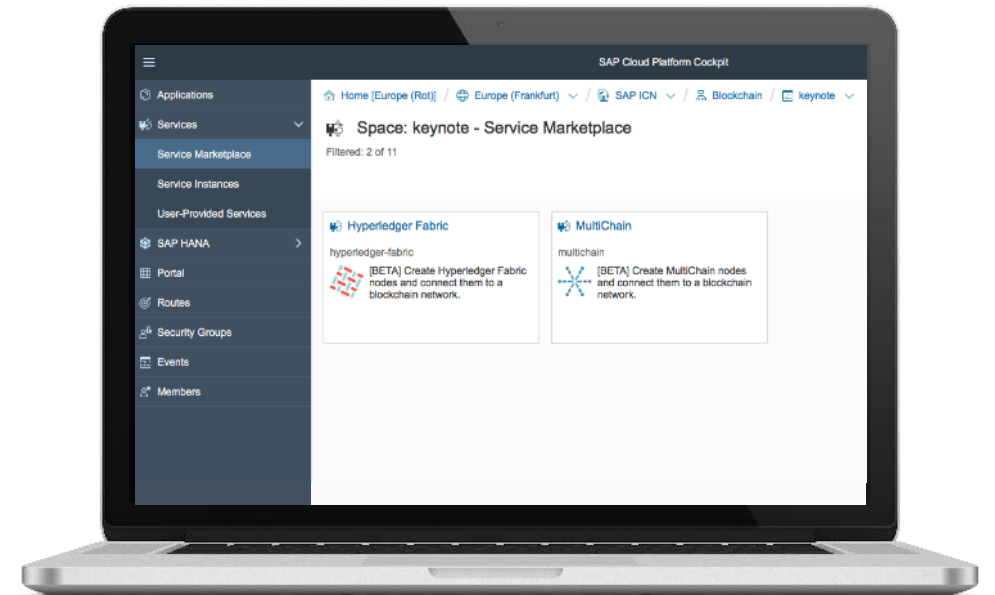 SAP Cloud Platform Cockpit
Applications
Services
Service Marketplace
Service Instances
User-Provided Services
SAP HANA
Portal
Routes
Security Groups
Events
Members
Home [Europe (Rot)] / Europe (Frankfurt) / SAP ICN / Blockchain / keynote
Space: keynote - Service Marketplace
Filtered: 2 of 11
Hyperledger Fabric
hyperledger-fabric
[BETA] Create Hyperledger Fabric
nodes and connect them to a
blockchain network.
MultiChain
multichain
[BETA] Create MultiChain nodes
and connect them to a blockchain
network.